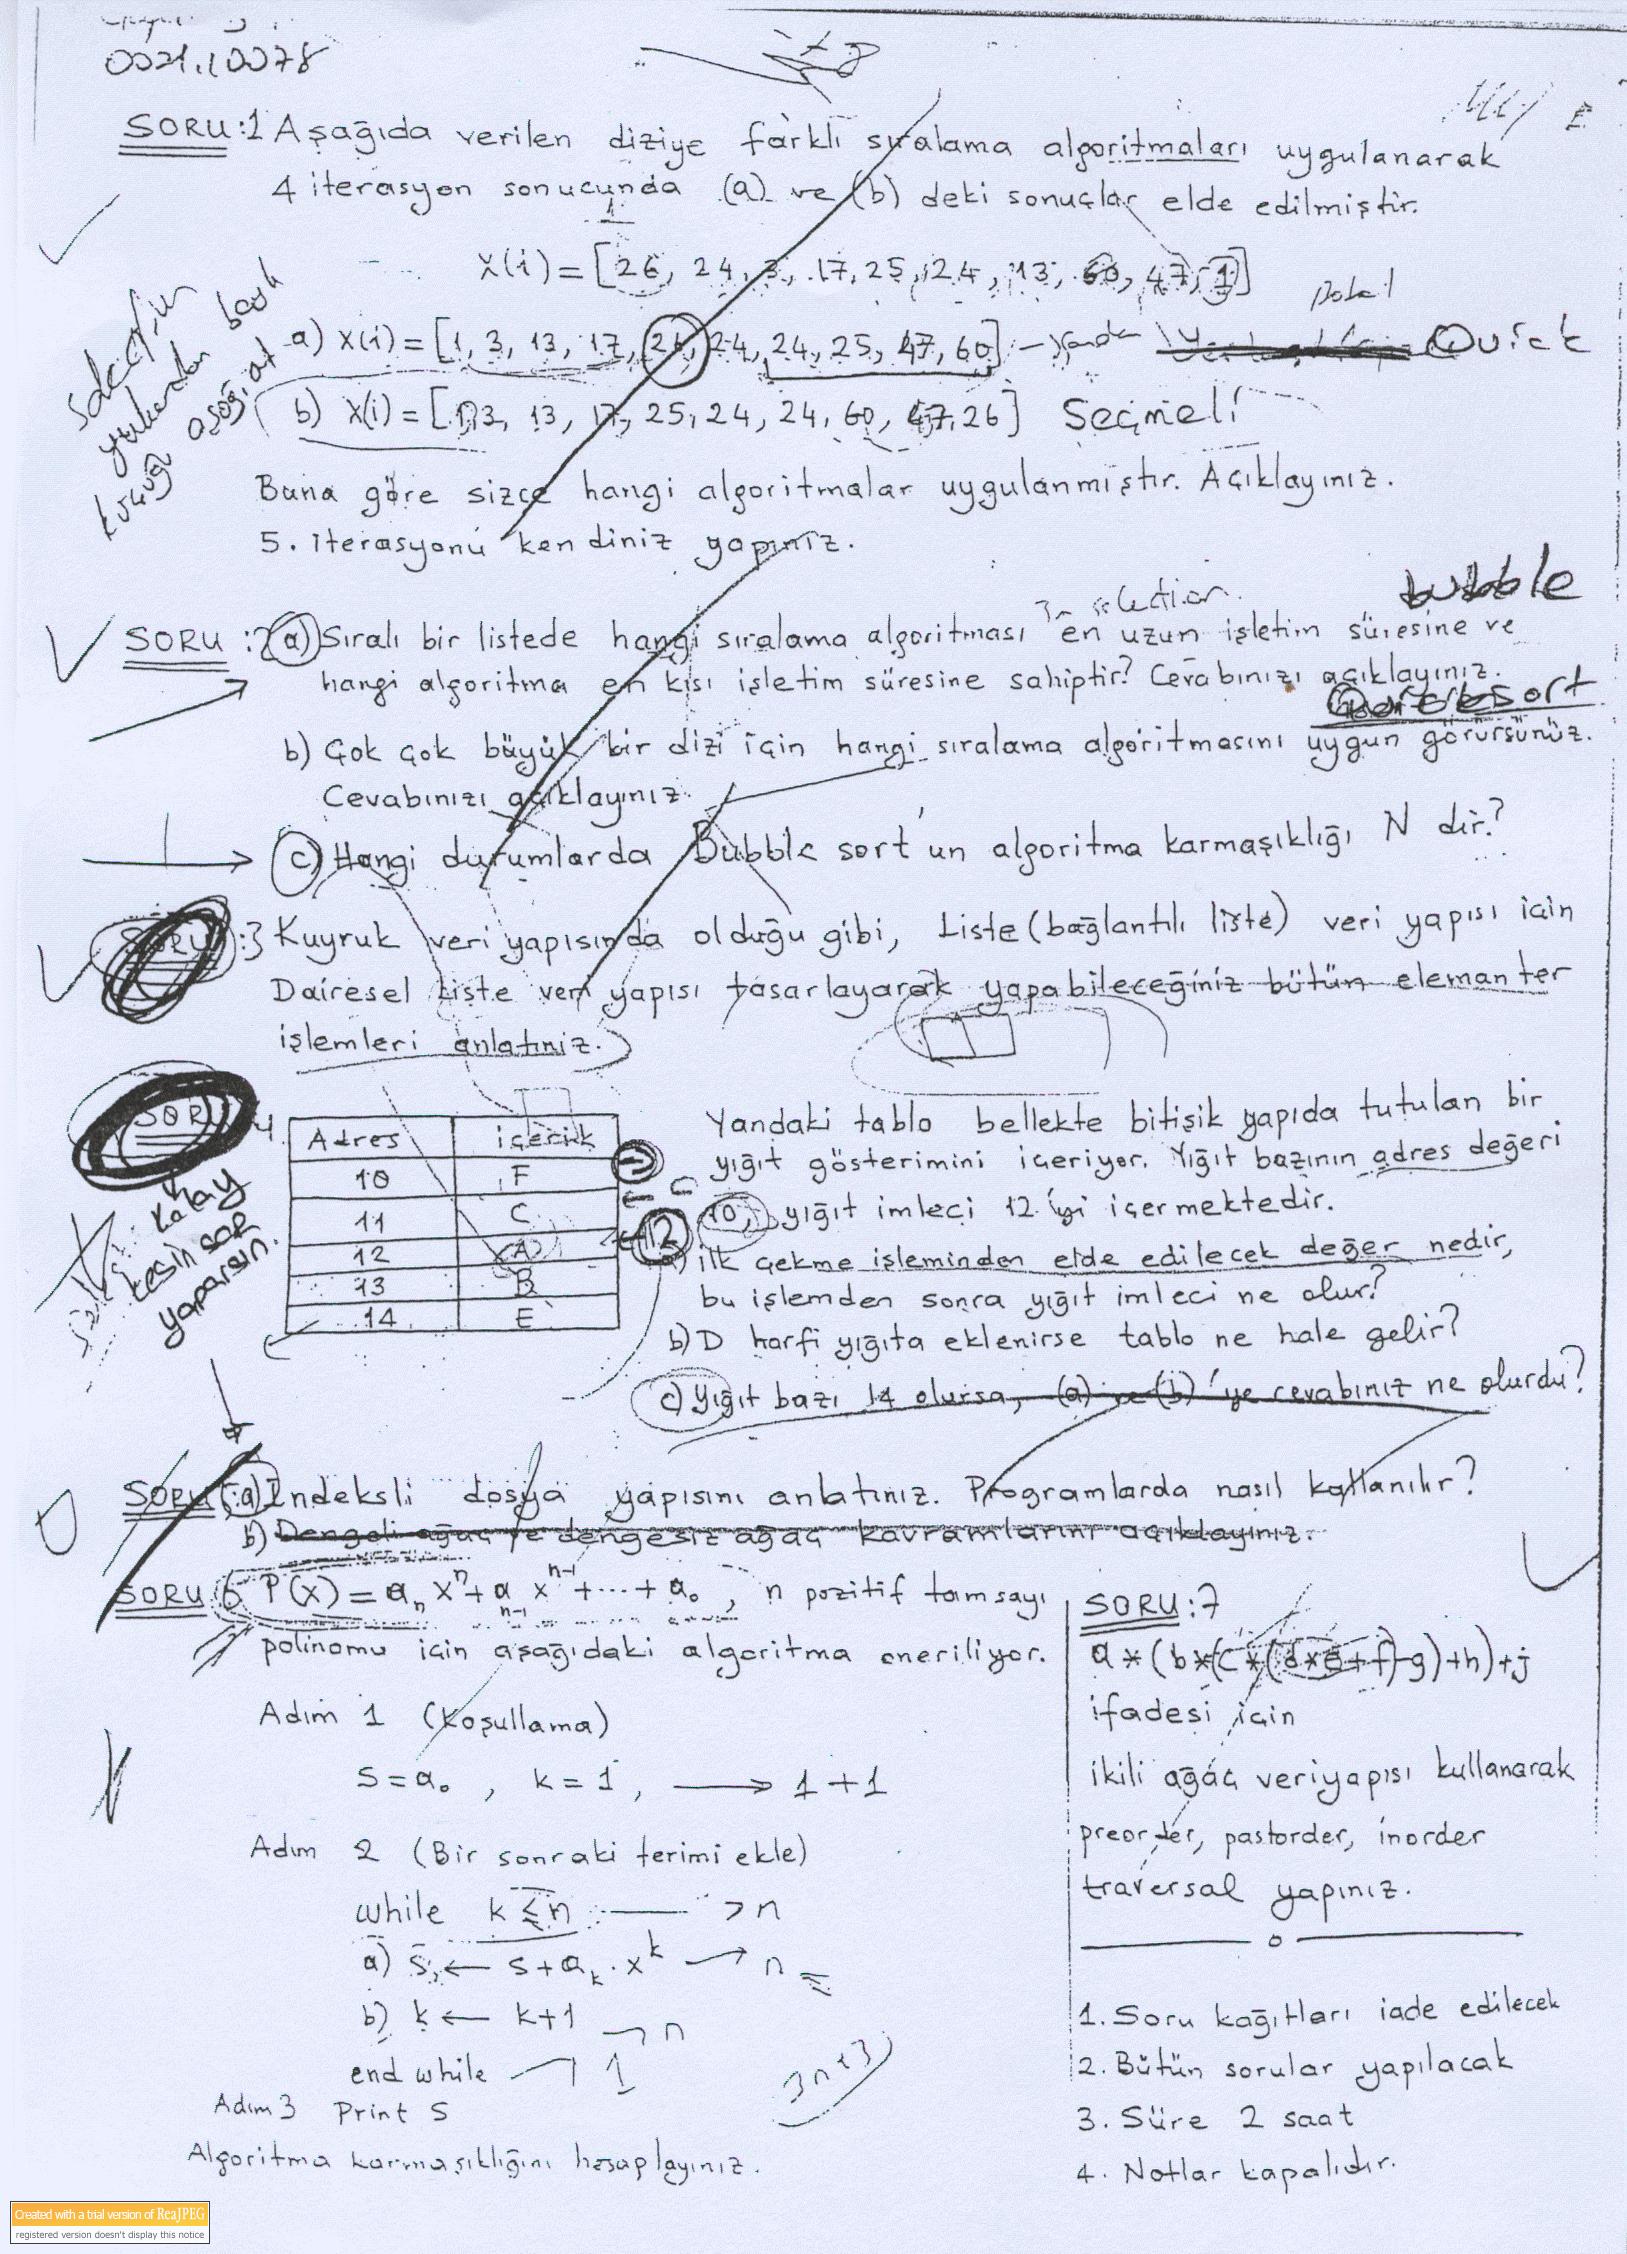 0021.10078
SORU:1 Aşağıda verilen diziye farklı sıralama algoritmaları uygulanarak
4 iterasyon sonucunda (a) ve (b) deki sonuçlar elde edilmiştir.
X(i) = [26, 24, 3, 17, 25, 24, 13, 60, 47, 1]
a) X(i) = [1, 3, 13, 17, 26, 24, 24, 25, 47, 60] Quick
b) X(i) = [1, 3, 13, 17, 25, 24, 24, 60, 47, 26] Seçmeli
Selection yukardan başla küçüğü aşağı at
Buna göre sizce hangi algoritmalar uygulanmıştır. Açıklayınız.
5. iterasyonu kendiniz yapınız.
selection
bubble
SORU:2 a) Sıralı bir listede hangi sıralama algoritması en uzun işletim süresine ve
hangi algoritma en kısı işletim süresine sahiptir? Cevabınızı açıklayınız.
b) Çok çok büyük bir dizi için hangi sıralama algoritmasını uygun görürsünüz.
Cevabınızı açıklayınız.
c) Hangi durumlarda Bubble sort'un algoritma karmaşıklığı N dir?
SORU:3 Kuyruk veri yapısında olduğu gibi, Liste (bağlantılı liste) veri yapısı için
Dairesel Liste veri yapısı tasarlayarak yapabileceğiniz bütün elemanter
işlemleri anlatınız.
SORU 4.
kolay
kesin sor
yaparsın.
Adres içerik
10 F
11 C
12 A
13 B
14 E
12
Yandaki tablo bellekte bitişik yapıda tutulan bir
yığıt gösterimini içeriyor. Yığıt bazının adres değeri
10, yığıt imleci 12 'yi içermektedir.
a) ilk çekme işleminden elde edilecek değer nedir,
bu işlemden sonra yığıt imleci ne olur?
b) D harfi yığıta eklenirse tablo ne hale gelir?
c) Yığıt bazı 14 olursa, (a) ve (b) 'ye cevabınız ne olurdu?
SORU 5: a) İndeksli dosya yapısını anlatınız. Programlarda nasıl kullanılır?
b) Dengeli ağaç ve dengesiz ağaç kavramlarını açıklayınız.
SORU 6 P(x) = aₙxⁿ + aₙ₋₁xⁿ⁻¹ + ... + a₀, n pozitif tamsayı
polinomu için aşağıdaki algoritma öneriliyor.
Adım 1 (Koşullama)
S = a₀, k = 1, → 1+1
Adım 2 (Bir sonraki terimi ekle)
while k ≤ n → n
a) S ← S + aₖ.xᵏ → n
b) k ← k+1 → n
end while → 1
3n+3
Adım 3 Print S
Algoritma karmaşıklığını hesaplayınız.
SORU:7
a*(b*(c*(d*e+f)-g)+h)+j
ifadesi için
ikili ağaç veriyapısı kullanarak
preorder, pastorder, inorder
traversal yapınız.
1. Soru kağıtları iade edilecek
2. Bütün sorular yapılacak
3. Süre 2 saat
4. Notlar kapalıdır.
Created with a trial version of ReaJPEG
registered version doesn't display this notice